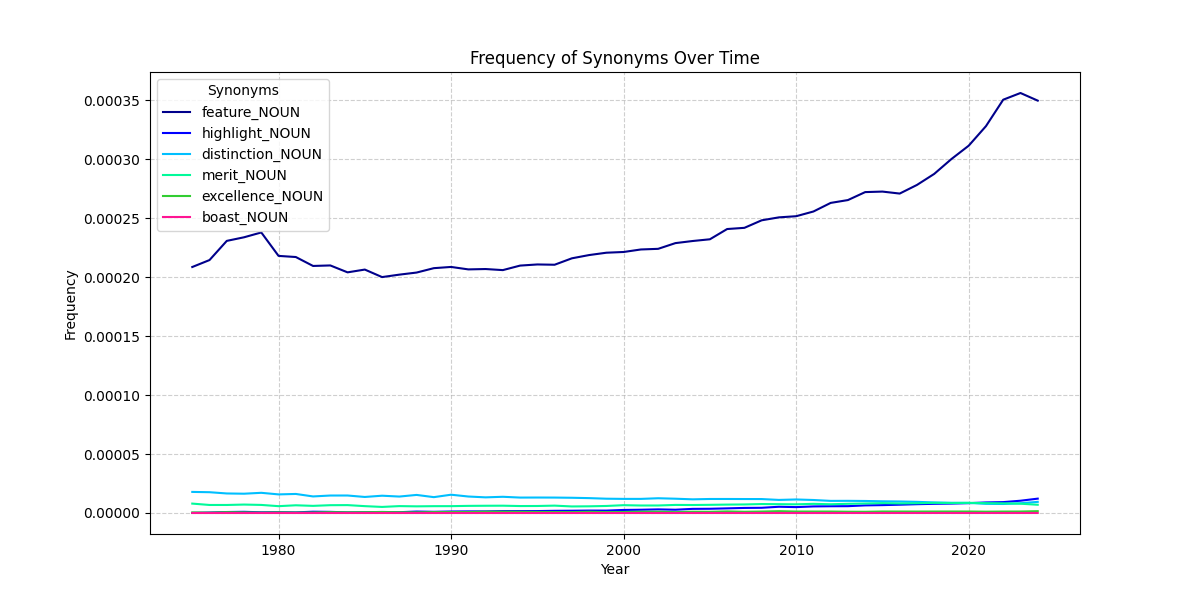 Frequency of Synonyms Over Time
Synonyms
feature_NOUN
highlight_NOUN
distinction_NOUN
merit_NOUN
excellence_NOUN
boast_NOUN
0.00035
0.00030
0.00025
0.00020
0.00015
0.00010
0.00005
0.00000
Frequency
1980 1990 2000 2010 2020
Year